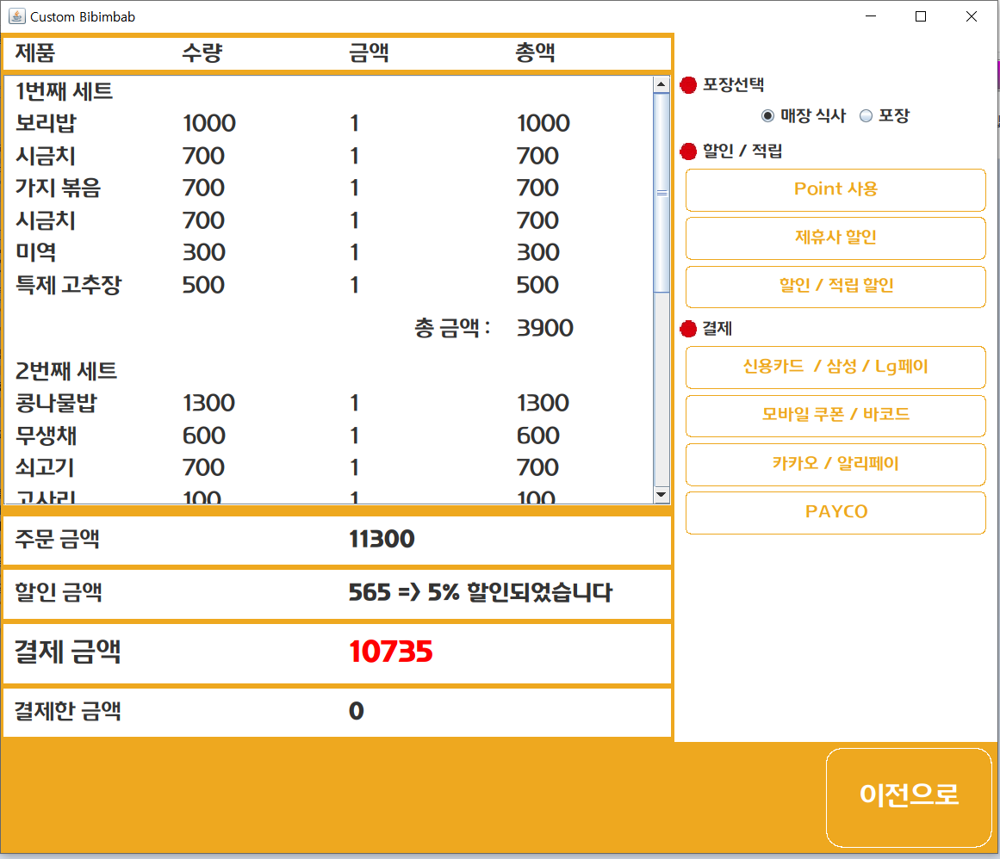 Custom Bibimbab
제품 수량 금액 총액
1번째 세트
보리밥 1000 1 1000
시금치 700 1 700
가지 볶음 700 1 700
시금치 700 1 700
미역 300 1 300
특제 고추장 500 1 500
총 금액 : 3900
2번째 세트
콩나물밥 1300 1 1300
무생채 600 1 600
쇠고기 700 1 700
고사리 100 1 100
주문 금액 11300
할인 금액 565 => 5% 할인되었습니다
결제 금액 10735
결제한 금액 0
포장선택
매장 식사 포장
할인 / 적립
Point 사용
제휴사 할인
할인 / 적립 할인
결제
신용카드 / 삼성 / Lg페이
모바일 쿠폰 / 바코드
카카오 / 알리페이
PAYCO
이전으로